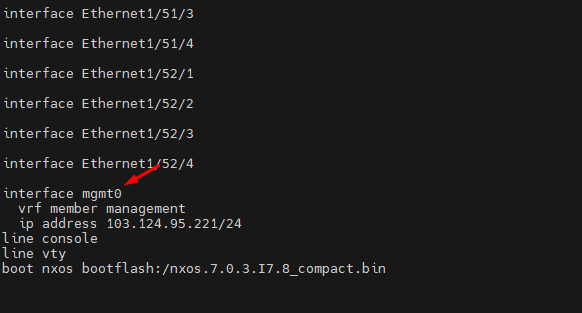 interface Ethernet1/51/3
interface Ethernet1/51/4
interface Ethernet1/52/1
interface Ethernet1/52/2
interface Ethernet1/52/3
interface Ethernet1/52/4
interface mgmt0
  vrf member management
  ip address 103.124.95.221/24
line console
line vty
boot nxos bootflash:/nxos.7.0.3.I7.8_compact.bin